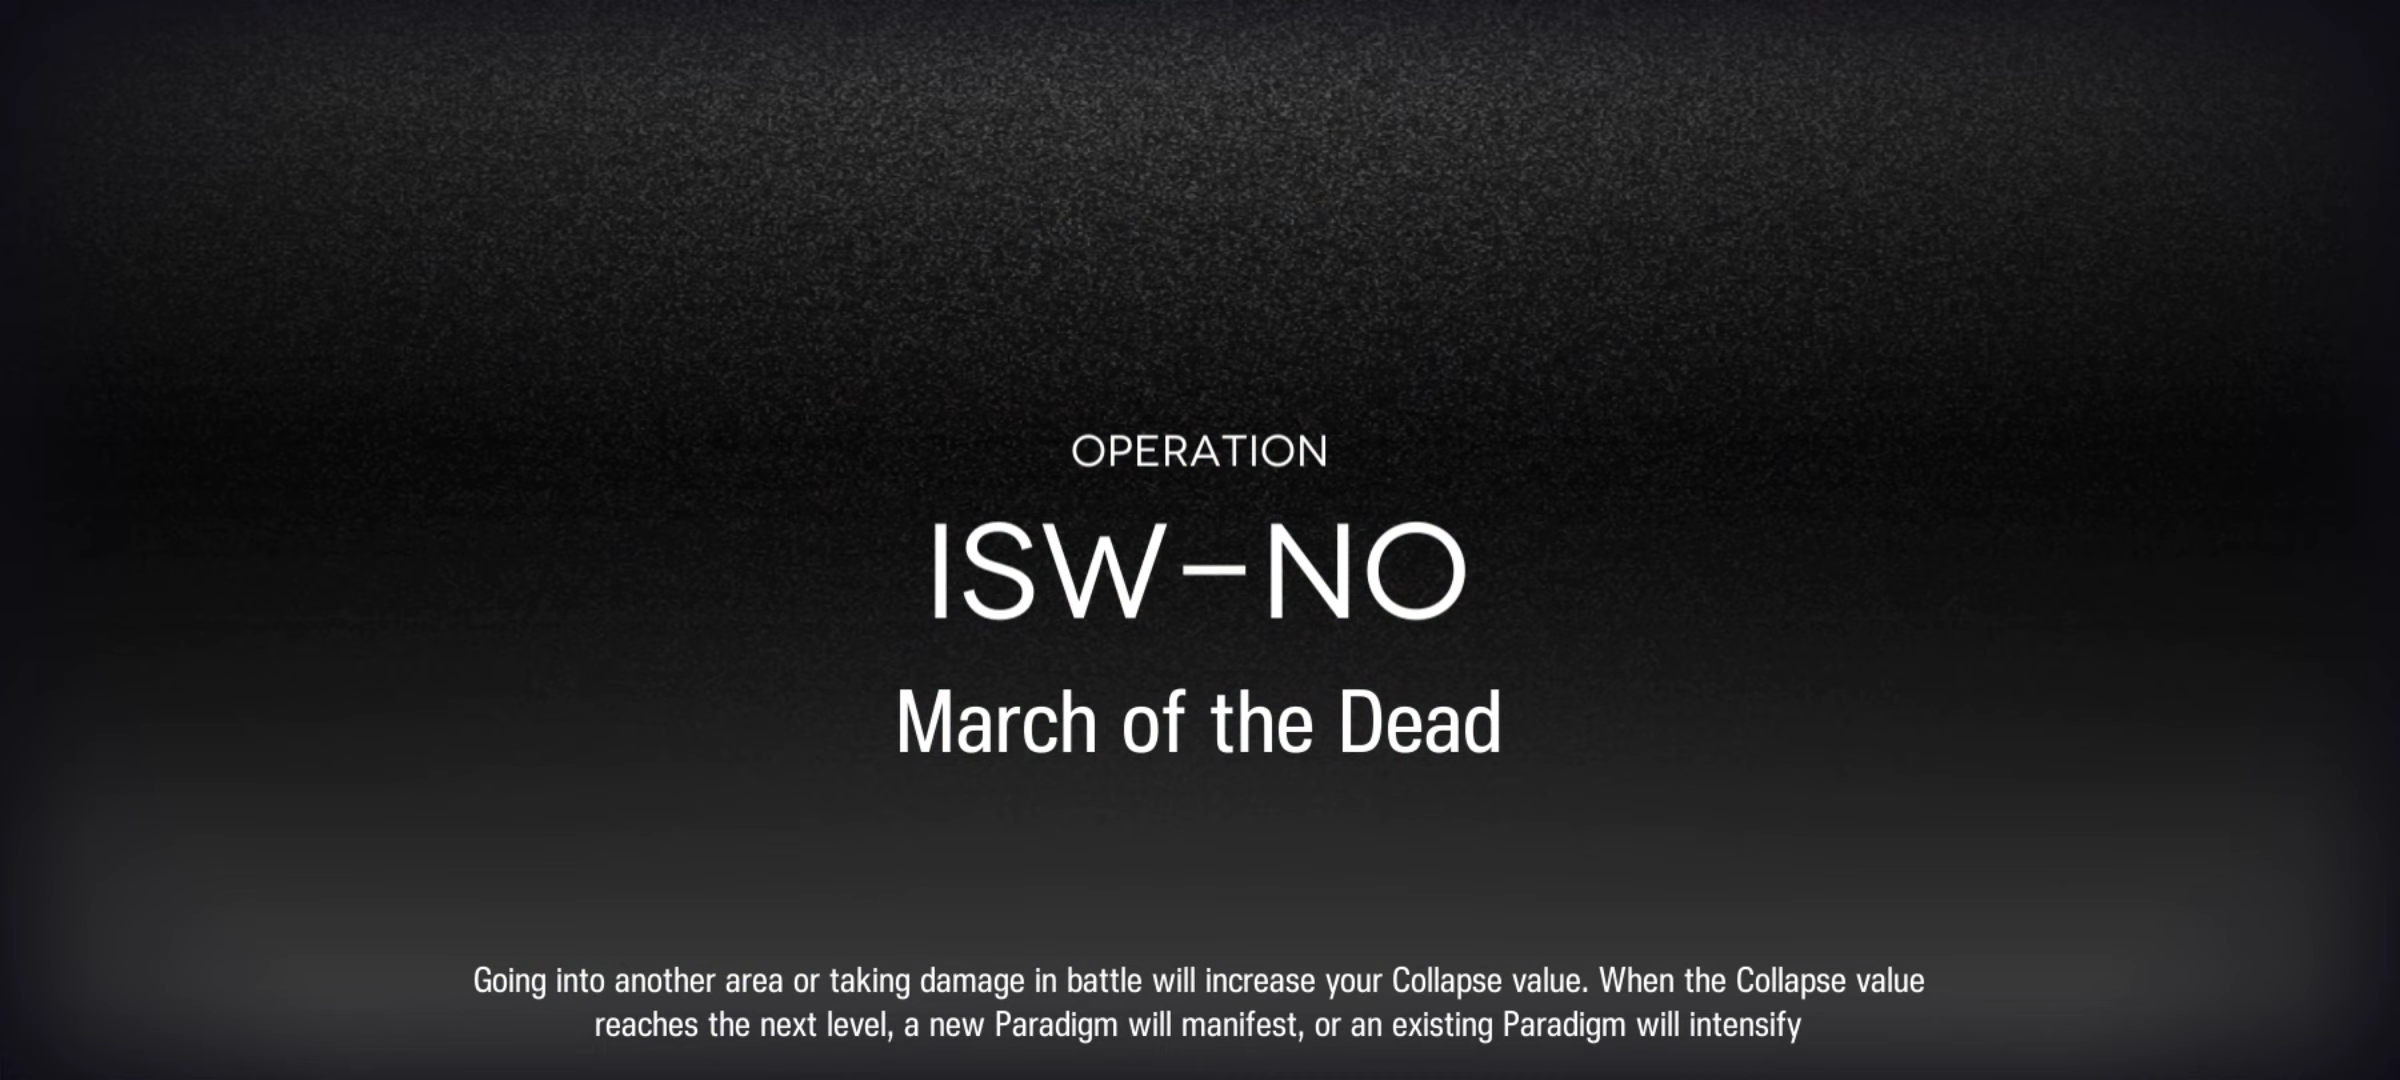 OPERATION
ISW-NO
March of the Dead
Going into another area or taking damage in battle will increase your Collapse value. When the Collapse value
reaches the next level, a new Paradigm will manifest, or an existing Paradigm will intensify